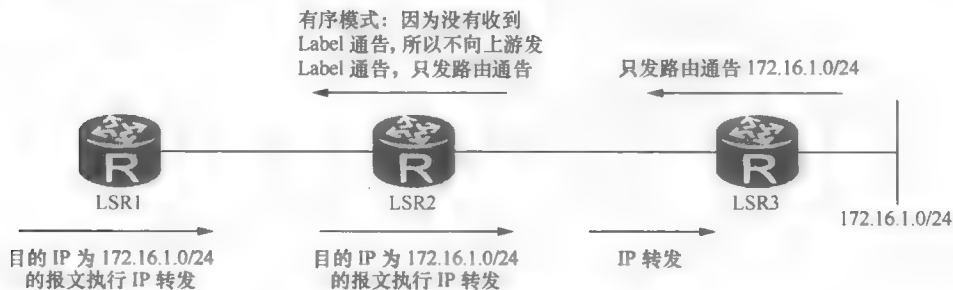 有序模式：因为没有收到
Label 通告, 所以不向上游发
Label 通告，只发路由通告
只发路由通告 172.16.1.0/24
R
R
R
LSR1
LSR2
LSR3
172.16.1.0/24
目的 IP 为 172.16.1.0/24
的报文执行 IP 转发
目的 IP 为 172.16.1.0/24
的报文执行 IP 转发
IP 转发